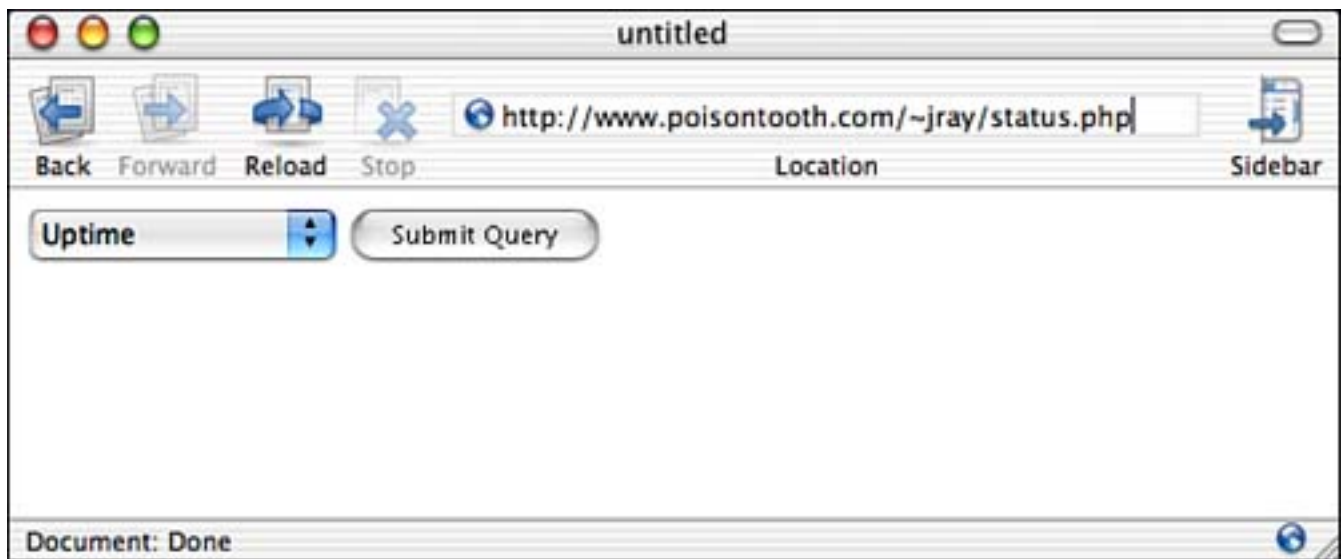 untitled
http://www.poisontooth.com/~jray/status.php
Back Forward Reload Stop Location Sidebar
Uptime Submit Query
Document: Done